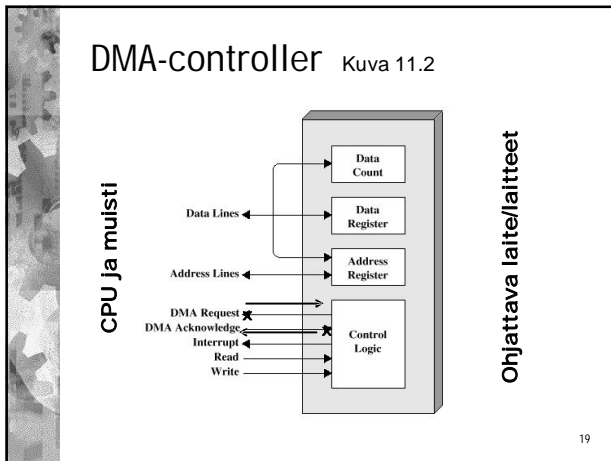 DMA-controller Kuva 11.2
CPU ja muisti
Data
Count
Data Lines
Data
Register
Address Lines
Address
Register
DMA Request
DMA Acknowledge
Interrupt
Read
Write
Control
Logic
Ohjattava laite/laitteet
19